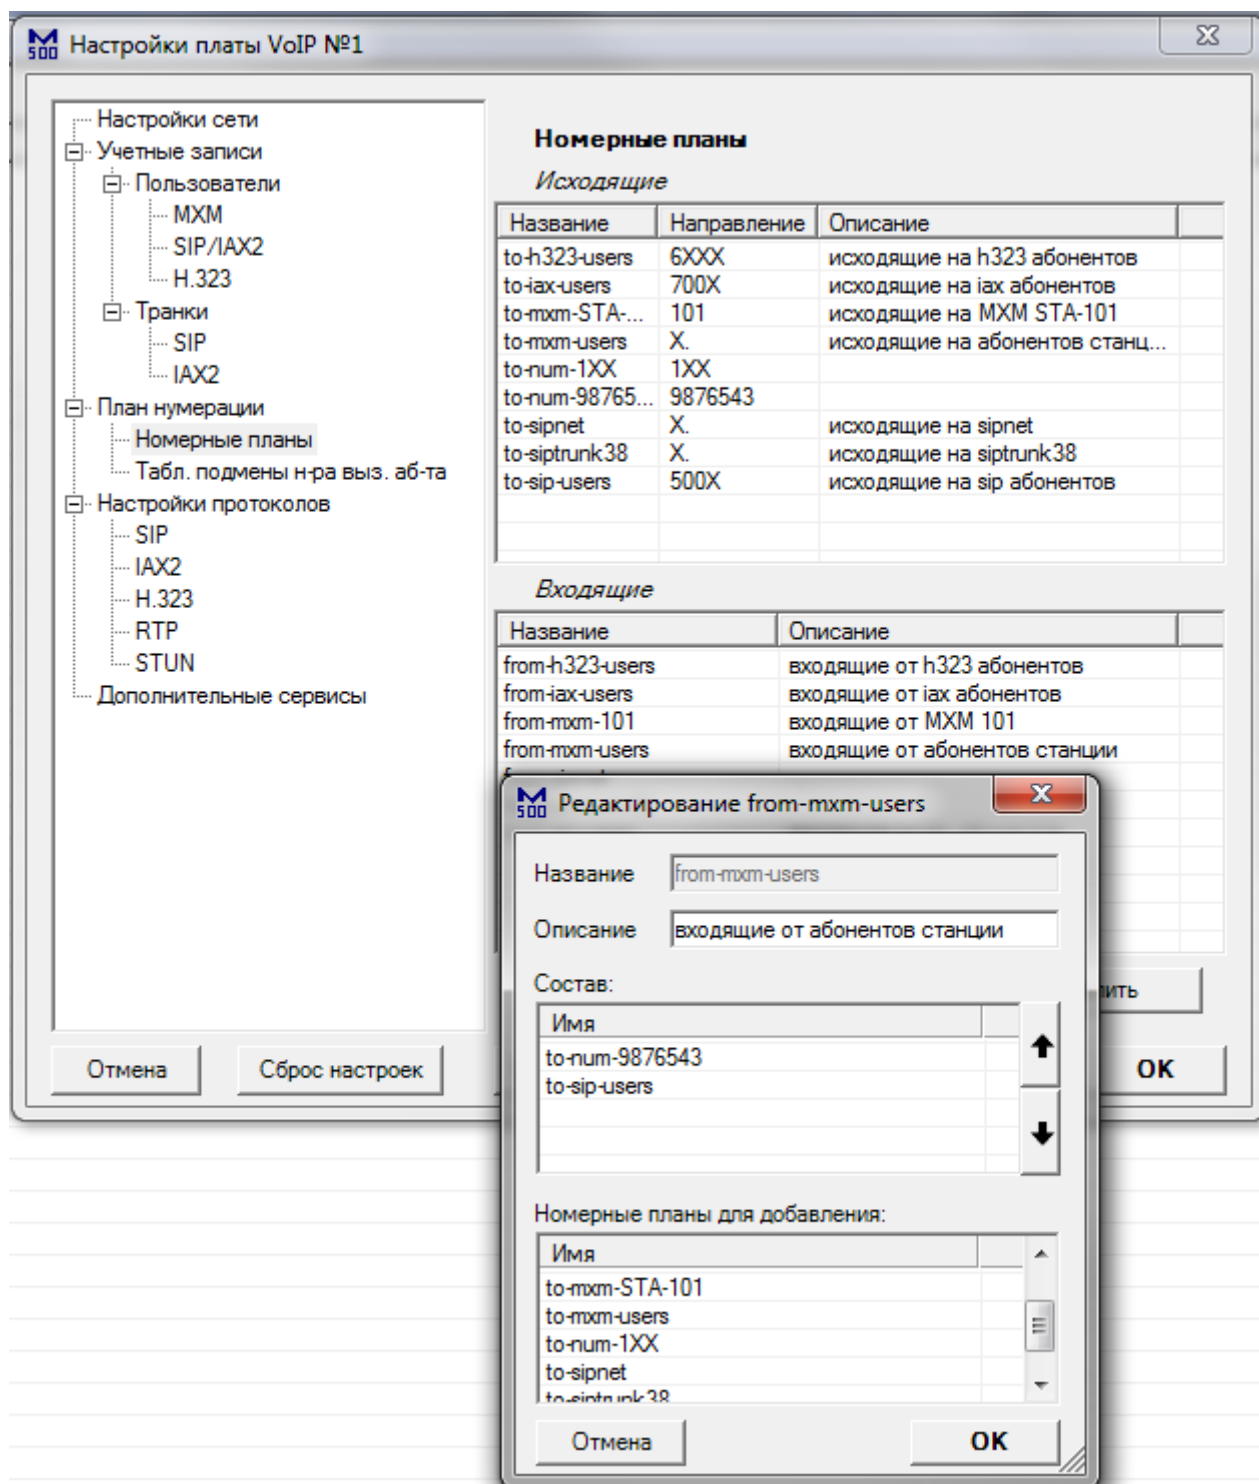 M 500 Настройки платы VoIP №1
Настройки сети
Учетные записи
Пользователи
MXM
SIP/IAX2
H.323
Транки
SIP
IAX2
План нумерации
Номерные планы
Табл. подмены н-ра выз. аб-та
Настройки протоколов
SIP
IAX2
H.323
RTP
STUN
Дополнительные сервисы
Номерные планы
Исходящие
Название Направление Описание
to-h323-users 6XXX исходящие на h323 абонентов
to-iax-users 700X исходящие на iax абонентов
to-mxm-STA-... 101 исходящие на MXM STA-101
to-mxm-users X. исходящие на абонентов станц...
to-num-1XX 1XX
to-num-98765... 9876543
to-sipnet X. исходящие на sipnet
to-siptrunk38 X. исходящие на siptrunk38
to-sip-users 500X исходящие на sip абонентов
Входящие
Название Описание
from-h323-users входящие от h323 абонентов
from-iax-users входящие от iax абонентов
from-mxm-101 входящие от MXM 101
from-mxm-users входящие от абонентов станции
ить
Отмена Сброс настроек OK
M 500 Редактирование from-mxm-users
Название from-mxm-users
Описание входящие от абонентов станции
Состав:
Имя
to-num-9876543
to-sip-users
Номерные планы для добавления:
Имя
to-mxm-STA-101
to-mxm-users
to-num-1XX
to-sipnet
to-siptrunk38
Отмена OK